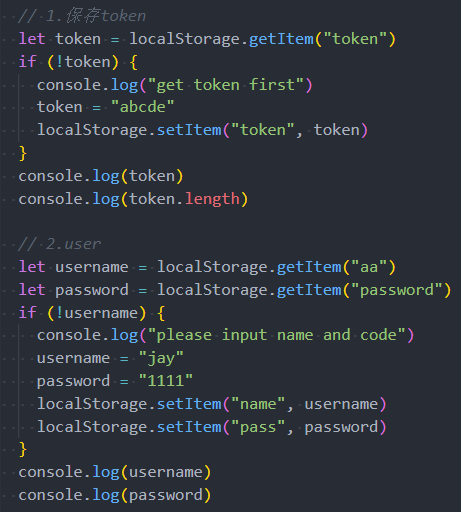 // 1.保存token
let token = localStorage.getItem("token")
if (!token) {
  console.log("get token first")
  token = "abcde"
  localStorage.setItem("token", token)
}
console.log(token)
console.log(token.length)

// 2.user
let username = localStorage.getItem("aa")
let password = localStorage.getItem("password")
if (!username) {
  console.log("please input name and code")
  username = "jay"
  password = "1111"
  localStorage.setItem("name", username)
  localStorage.setItem("pass", password)
}
console.log(username)
console.log(password)